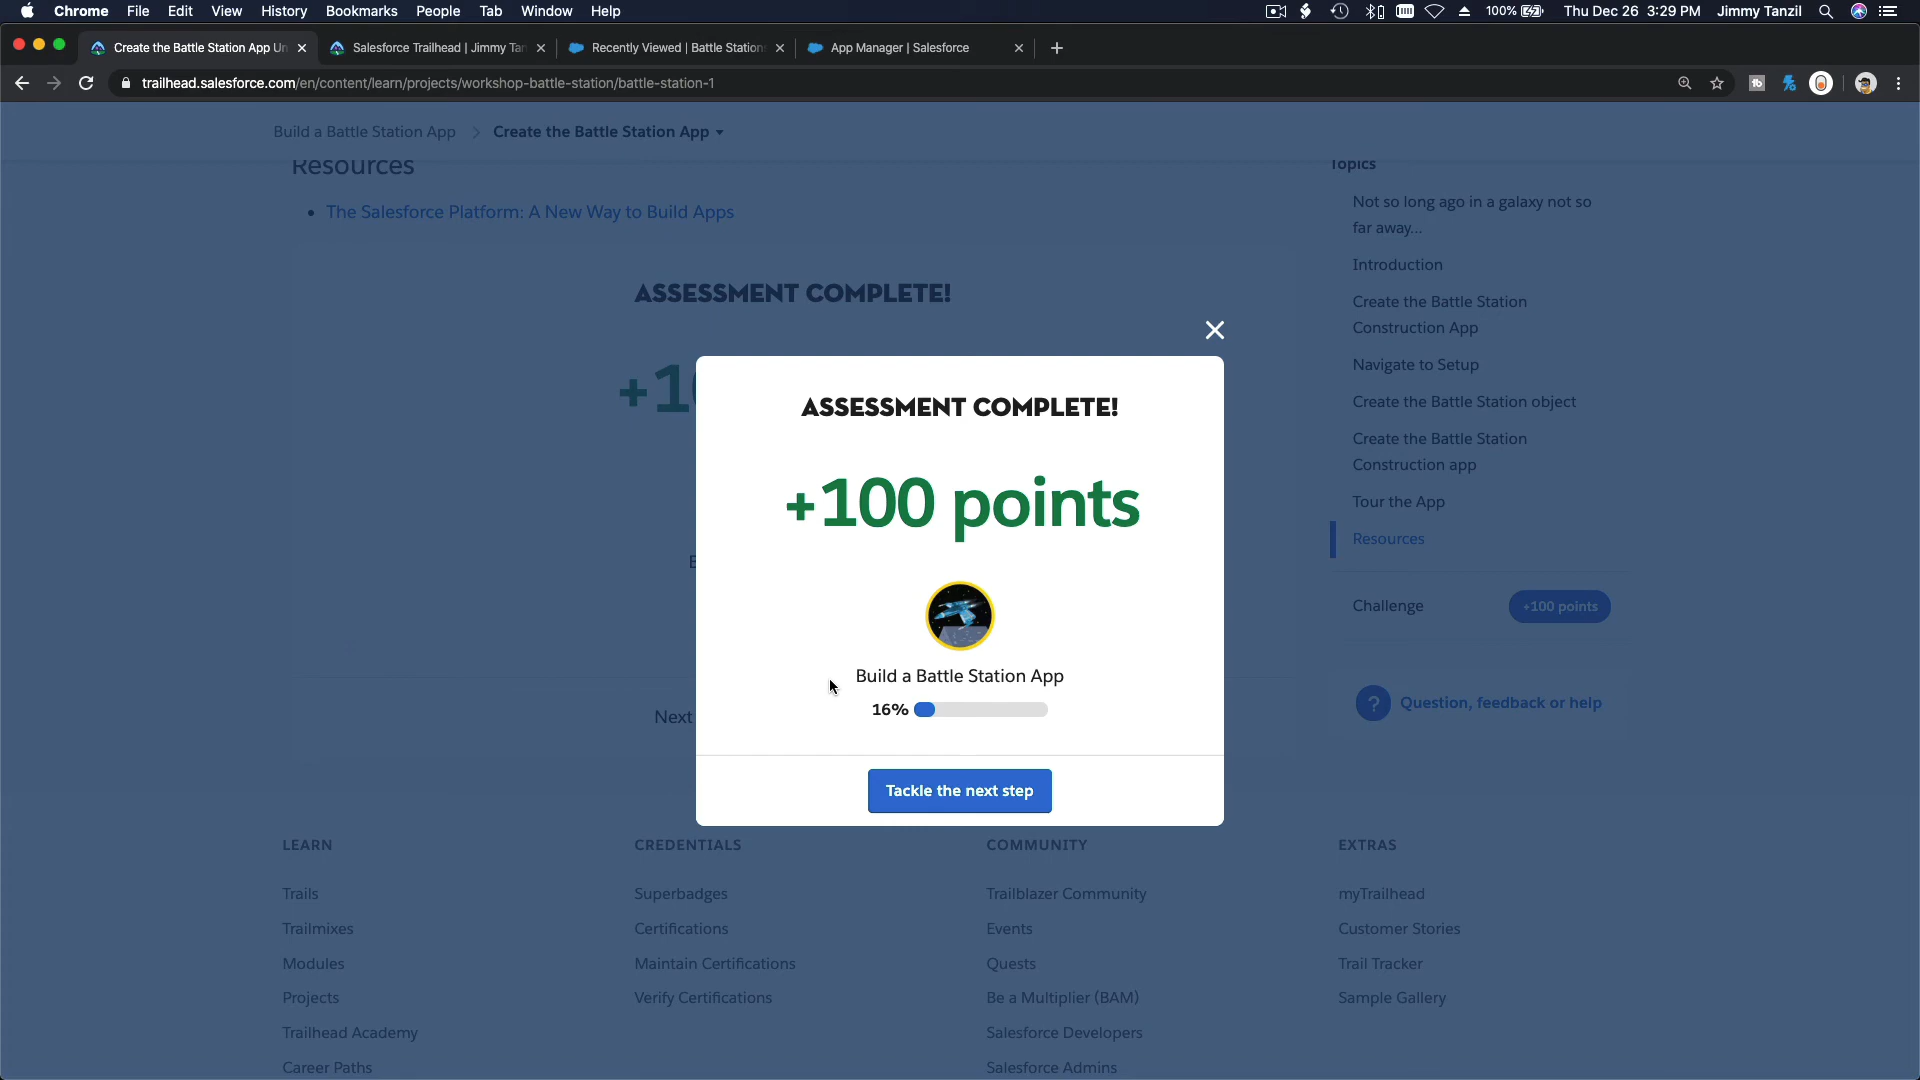 Chrome File Edit View History Bookmarks People Tab Window Help 100% Thu Dec 26 3:29 PM Jimmy Tanzil
Create the Battle Station App Un Salesforce Trailhead | Jimmy Tan Recently Viewed | Battle Station App Manager | Salesforce
trailhead.salesforce.com/en/content/learn/projects/workshop-battle-station/battle-station-1
Build a Battle Station App > Create the Battle Station App
Resources
The Salesforce Platform: A New Way to Build Apps
ASSESSMENT COMPLETE!
+10
Next
Topics
Not so long ago in a galaxy not so
far away...
Introduction
Create the Battle Station
Construction App
Navigate to Setup
Create the Battle Station object
Create the Battle Station
Construction app
Tour the App
Resources
Challenge +100 points
? Question, feedback or help
ASSESSMENT COMPLETE!
+100 points
Build a Battle Station App
16%
Tackle the next step
LEARN
Trails
Trailmixes
Modules
Projects
Trailhead Academy
Career Paths
CREDENTIALS
Superbadges
Certifications
Maintain Certifications
Verify Certifications
COMMUNITY
Trailblazer Community
Events
Quests
Be a Multiplier (BAM)
Salesforce Developers
Salesforce Admins
EXTRAS
myTrailhead
Customer Stories
Trail Tracker
Sample Gallery